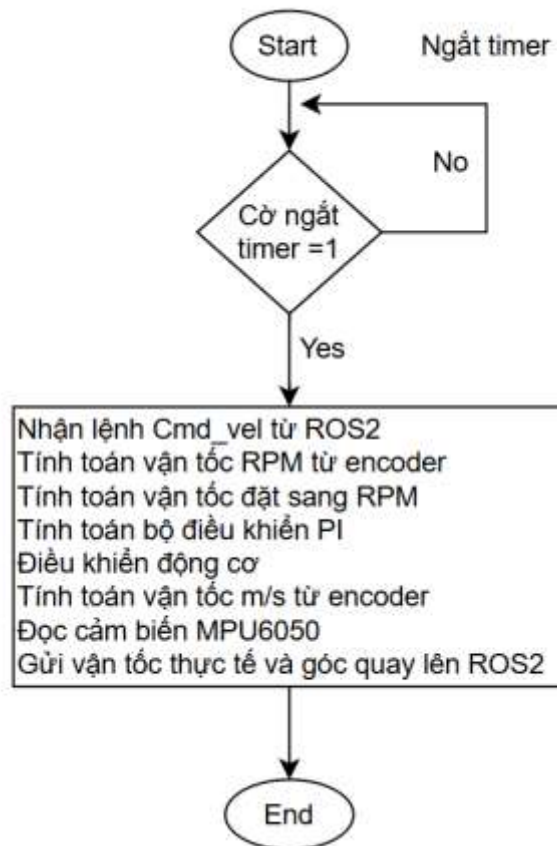 Start
Ngắt timer
No
Cờ ngắt
timer =1
Yes
Nhận lệnh Cmd_vel từ ROS2
Tính toán vận tốc RPM từ encoder
Tính toán vận tốc đặt sang RPM
Tính toán bộ điều khiển PI
Điều khiển động cơ
Tính toán vận tốc m/s từ encoder
Đọc cảm biến MPU6050
Gửi vận tốc thực tế và góc quay lên ROS2
End